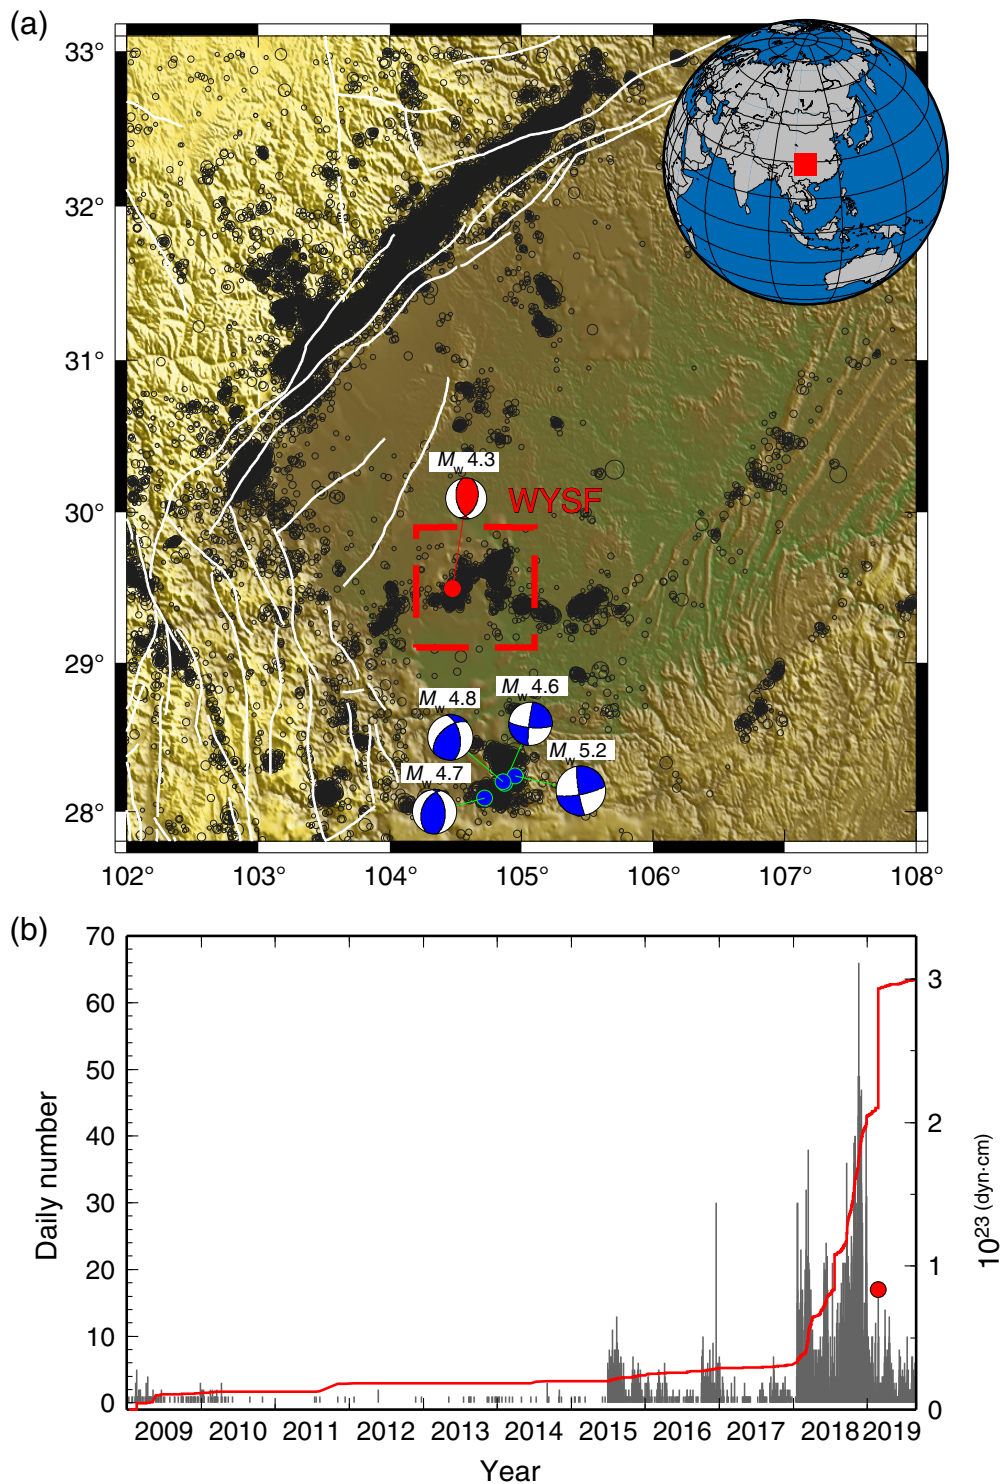 (a)
33°
32°
31°
30°
29°
28°
Mw 4.3
WYSF
Mw 4.6
Mw 4.8
Mw 5.2
Mw 4.7
102° 103° 104° 105° 106° 107° 108°
(b)
70
60
50
40
30
20
10
0
Daily number
3
2
1
0
10²³ (dyn·cm)
2009 2010 2011 2012 2013 2014 2015 2016 2017 2018 2019
Year